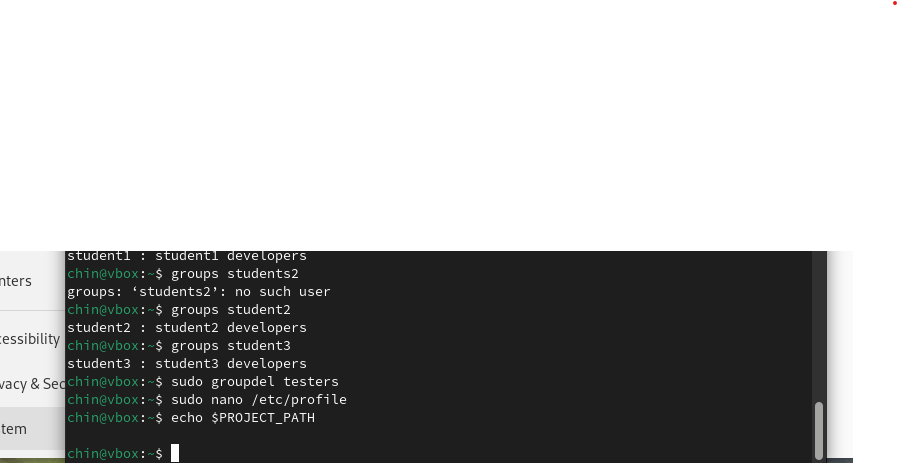 student1 : student1 developers
chin@vbox:~$ groups students2
nters
groups: ‘students2’: no such user
chin@vbox:~$ groups student2
student2 : student2 developers
cessibility
chin@vbox:~$ groups student3
student3 : student3 developers
vacy & Sec
chin@vbox:~$ sudo groupdel testers
chin@vbox:~$ sudo nano /etc/profile
chin@vbox:~$ echo $PROJECT_PATH
tem
chin@vbox:~$